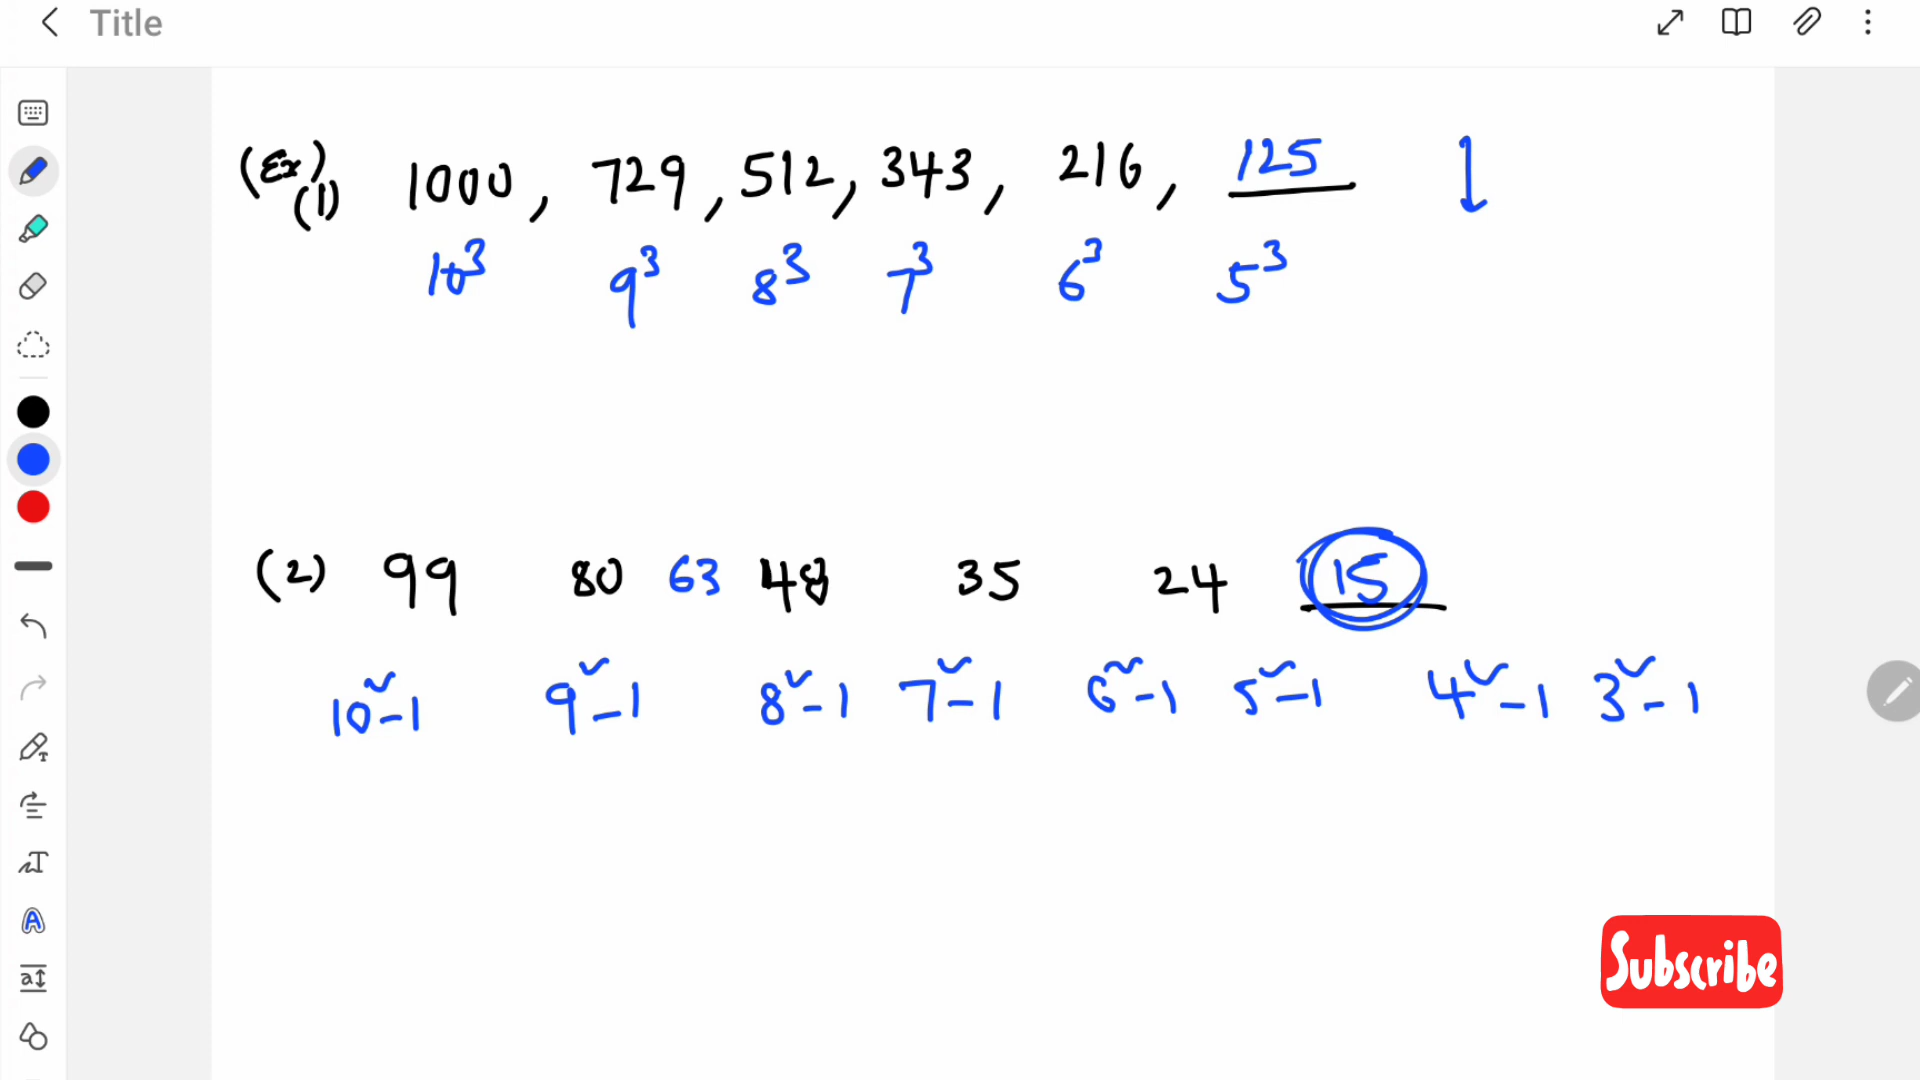 Title
(Ex)
(1) 1000, 729, 512, 343, 216, 125
10³ 9³ 8³ 7³ 6³ 5³
(2) 99 80 63 48 35 24 15
10²-1 9²-1 8²-1 7²-1 6²-1 5²-1 4²-1 3²-1
Subscribe